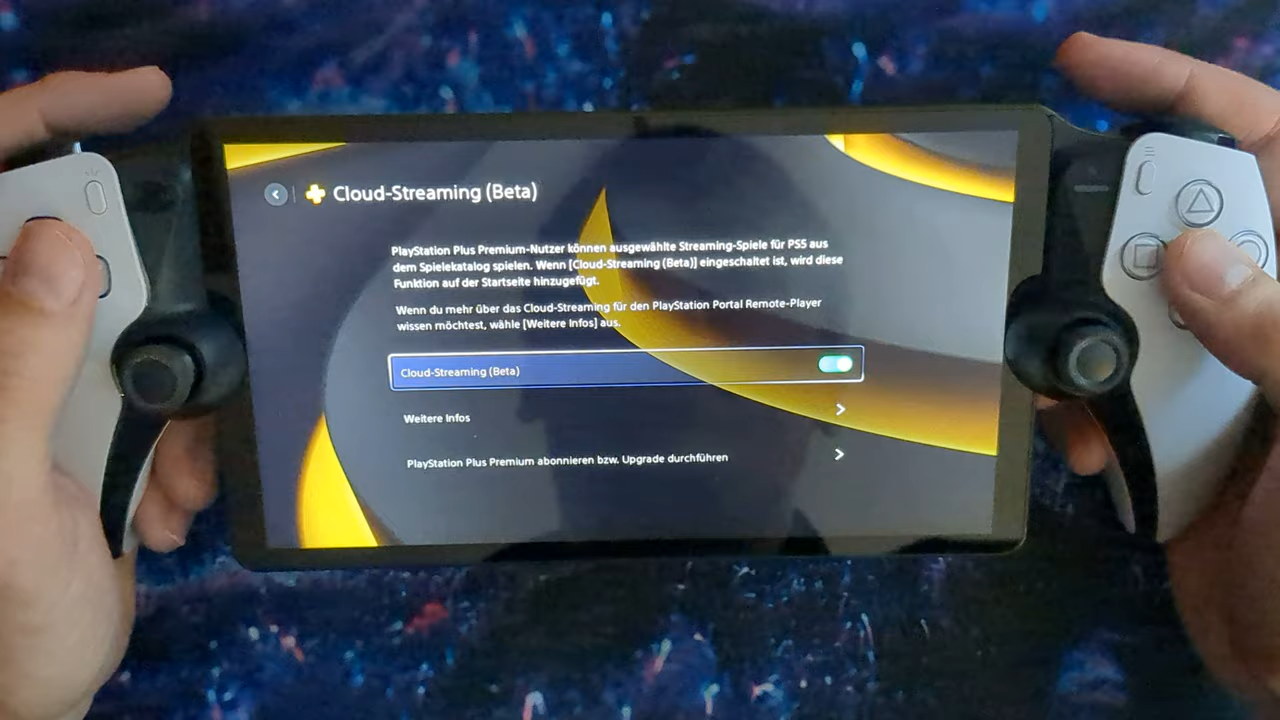 Cloud-Streaming (Beta)
PlayStation Plus Premium-Nutzer können ausgewählte Streaming-Spiele für PS5 aus
dem Spielekatalog spielen. Wenn [Cloud-Streaming (Beta)] eingeschaltet ist, wird diese
Funktion auf der Startseite hinzugefügt.
Wenn du mehr über das Cloud-Streaming für den PlayStation Portal Remote-Player
wissen möchtest, wähle [Weitere Infos] aus.
Cloud-Streaming (Beta)
Weitere Infos
PlayStation Plus Premium abonnieren bzw. Upgrade durchführen